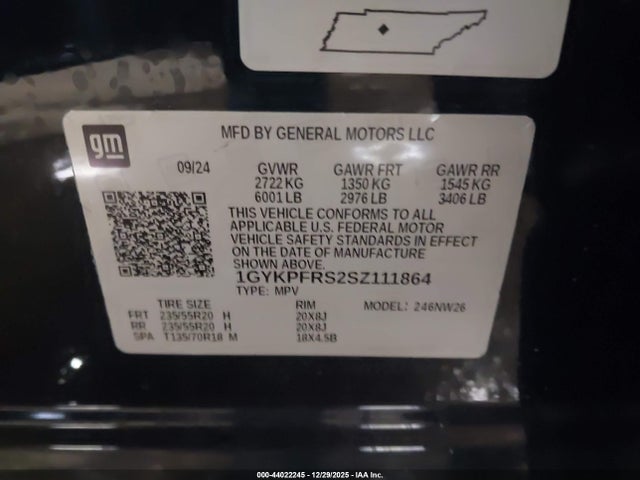 gm
MFD BY GENERAL MOTORS LLC
09/24 GVWR GAWR FRT GAWR RR
2722 KG 1350 KG 1545 KG
6001 LB 2976 LB 3406 LB
THIS VEHICLE CONFORMS TO ALL
APPLICABLE U.S. FEDERAL MOTOR
VEHICLE SAFETY STANDARDS IN EFFECT
ON THE DATE OF MANUFACTURE
SHOWN ABOVE.
1GYKPFRS2SZ111864
TYPE: MPV MODEL: 246NW26
TIRE SIZE RIM
FRT 235/55R20 H 20X8J
RR 235/55R20 H 20X8J
SPA T135/70R18 M 18X4.5B
000-44022245 - 12/29/2025 - IAA Inc.